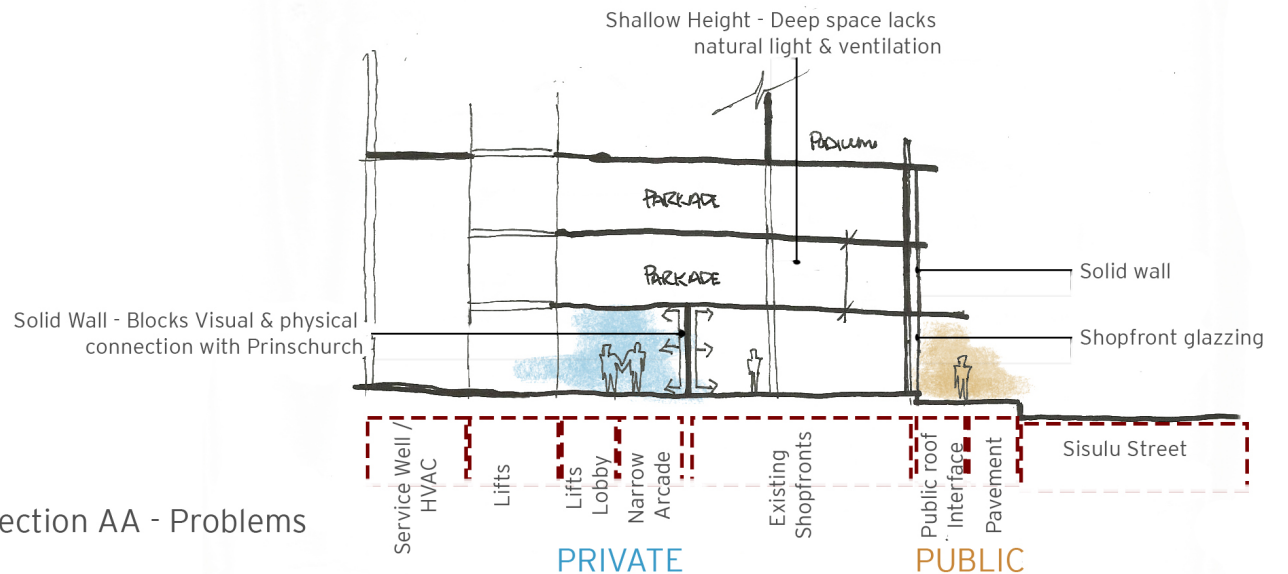 Shallow Height - Deep space lacks
natural light & ventilation
PODIUM
PARKADE
PARKADE
Solid wall
Solid Wall - Blocks Visual & physical
connection with Prinschurch
Shopfront glazzing
Service Well /
HVAC
Lifts
Lifts
Lobby
Narrow
Arcade
Existing
Shopfronts
Public roof
Interface
Pavement
Sisulu Street
ection AA - Problems
PRIVATE
PUBLIC